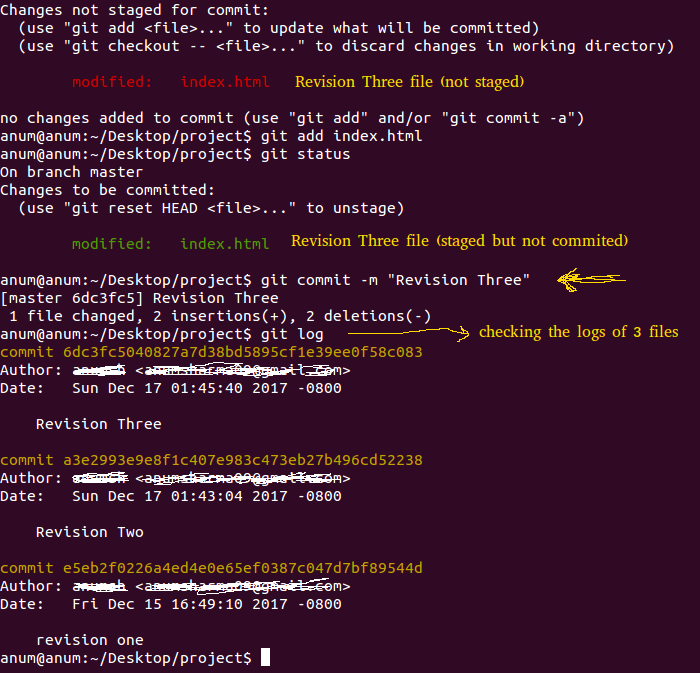 Changes not staged for commit:
(use "git add <file>..." to update what will be committed)
(use "git checkout -- <file>..." to discard changes in working directory)
modified: index.html Revision Three file (not staged)
no changes added to commit (use "git add" and/or "git commit -a")
anum@anum:~/Desktop/project$ git add index.html
anum@anum:~/Desktop/project$ git status
On branch master
Changes to be committed:
(use "git reset HEAD <file>..." to unstage)
modified: index.html Revision Three file (staged but not commited)
anum@anum:~/Desktop/project$ git commit -m "Revision Three"
[master 6dc3fc5] Revision Three
1 file changed, 2 insertions(+), 2 deletions(-)
anum@anum:~/Desktop/project$ git log checking the logs of 3 files
commit 6dc3fc5040827a7d38bd5895cf1e39ee0f58c083
Author:
Date: Sun Dec 17 01:45:40 2017 -0800
Revision Three
commit a3e2993e9e8f1c407e983c473eb27b496cd52238
Author:
Date: Sun Dec 17 01:43:04 2017 -0800
Revision Two
commit e5eb2f0226a4ed4e0e65ef0387c047d7bf89544d
Author:
Date: Fri Dec 15 16:49:10 2017 -0800
revision one
anum@anum:~/Desktop/project$